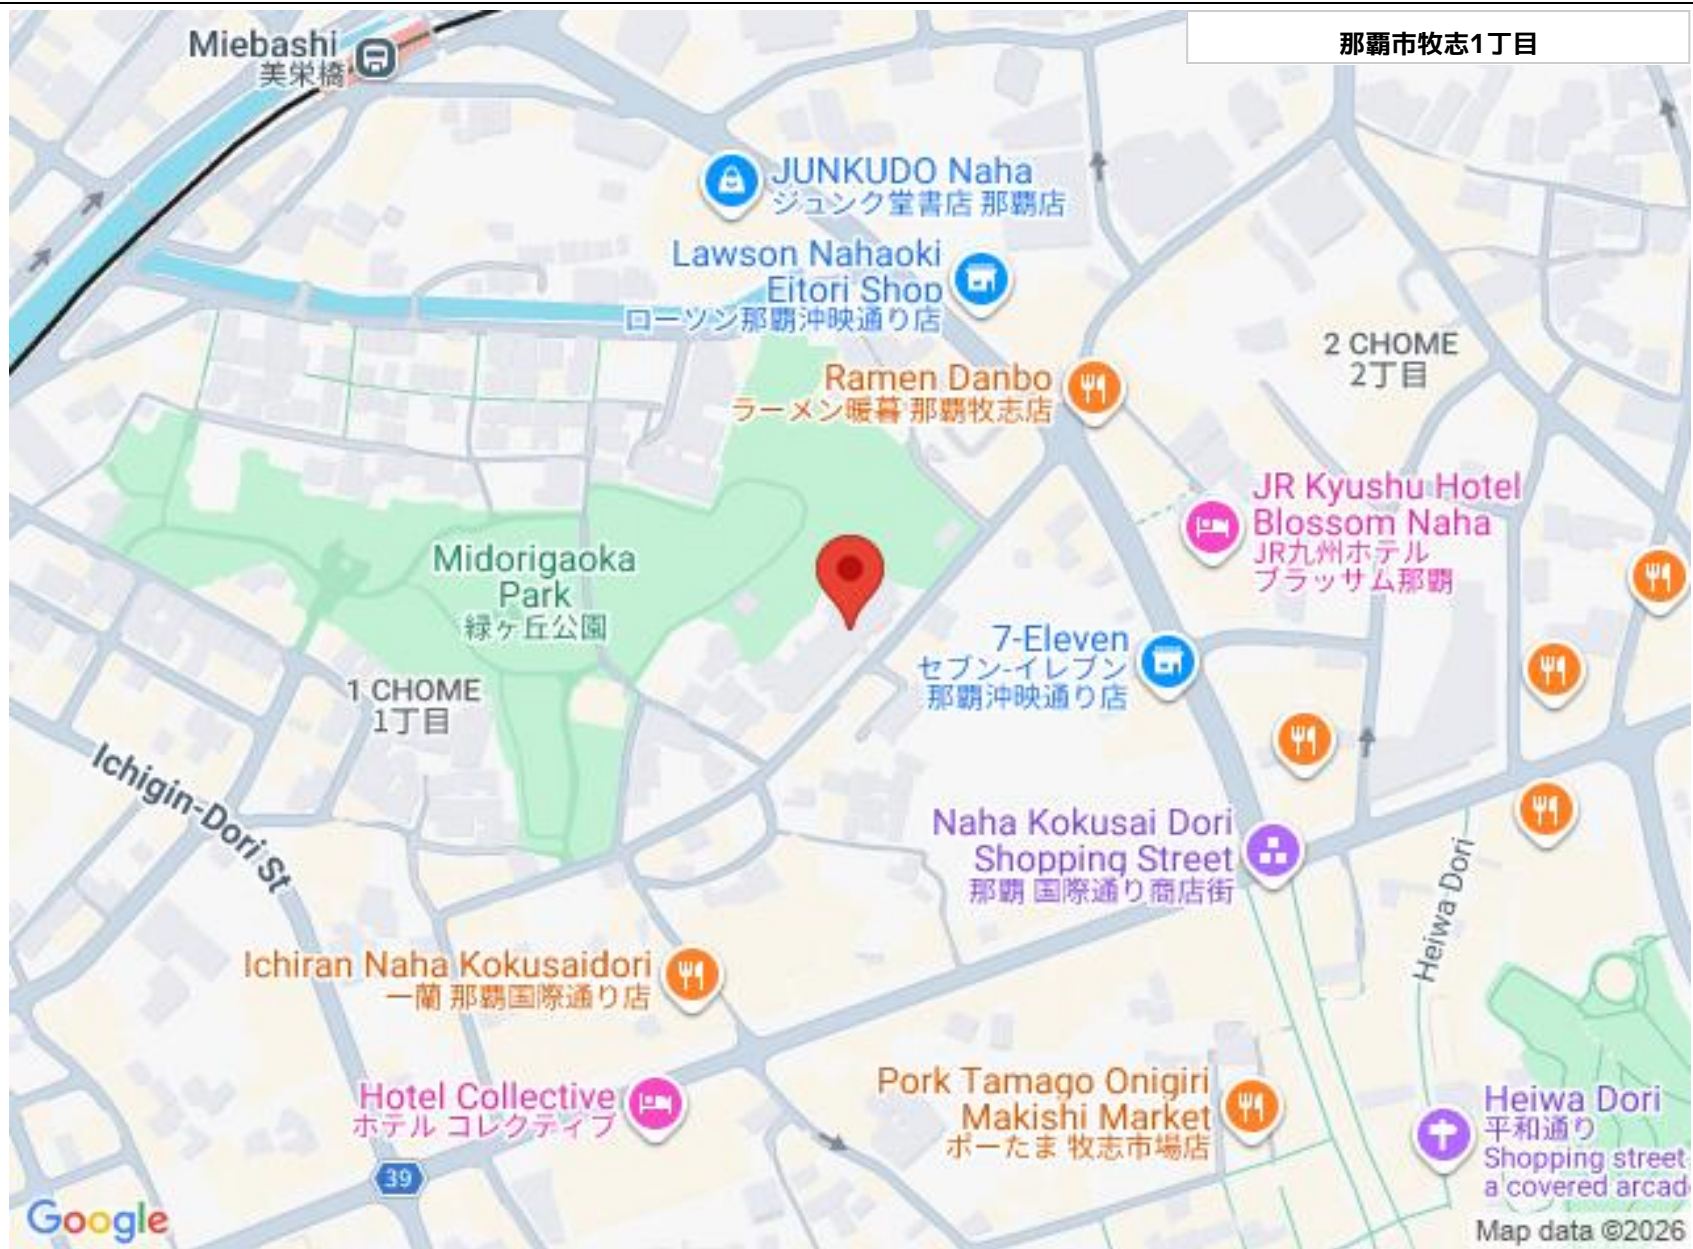 那覇市牧志1丁目
Miebashi
美栄橋
JUNKUDO Naha
ジュンク堂書店 那覇店
Lawson Nahaoki
Eitori Shop
ローソン那覇沖映通り店
2 CHOME
2丁目
Ramen Danbo
ラーメン暖暮 那覇牧志店
JR Kyushu Hotel
Blossom Naha
JR九州ホテル
ブラッサム那覇
Midorigaoka
Park
緑ヶ丘公園
7-Eleven
セブン-イレブン
那覇沖映通り店
1 CHOME
1丁目
Ichigin-Dori St
Naha Kokusai Dori
Shopping Street
那覇 国際通り商店街
Heiwa Dori
Ichiran Naha Kokusaidori
一蘭 那覇国際通り店
Hotel Collective
ホテル コレクティブ
Pork Tamago Onigiri
Makishi Market
ポーたま 牧志市場店
Heiwa Dori
平和通り
Shopping street
a covered arcad
39
Google
Map data ©2026